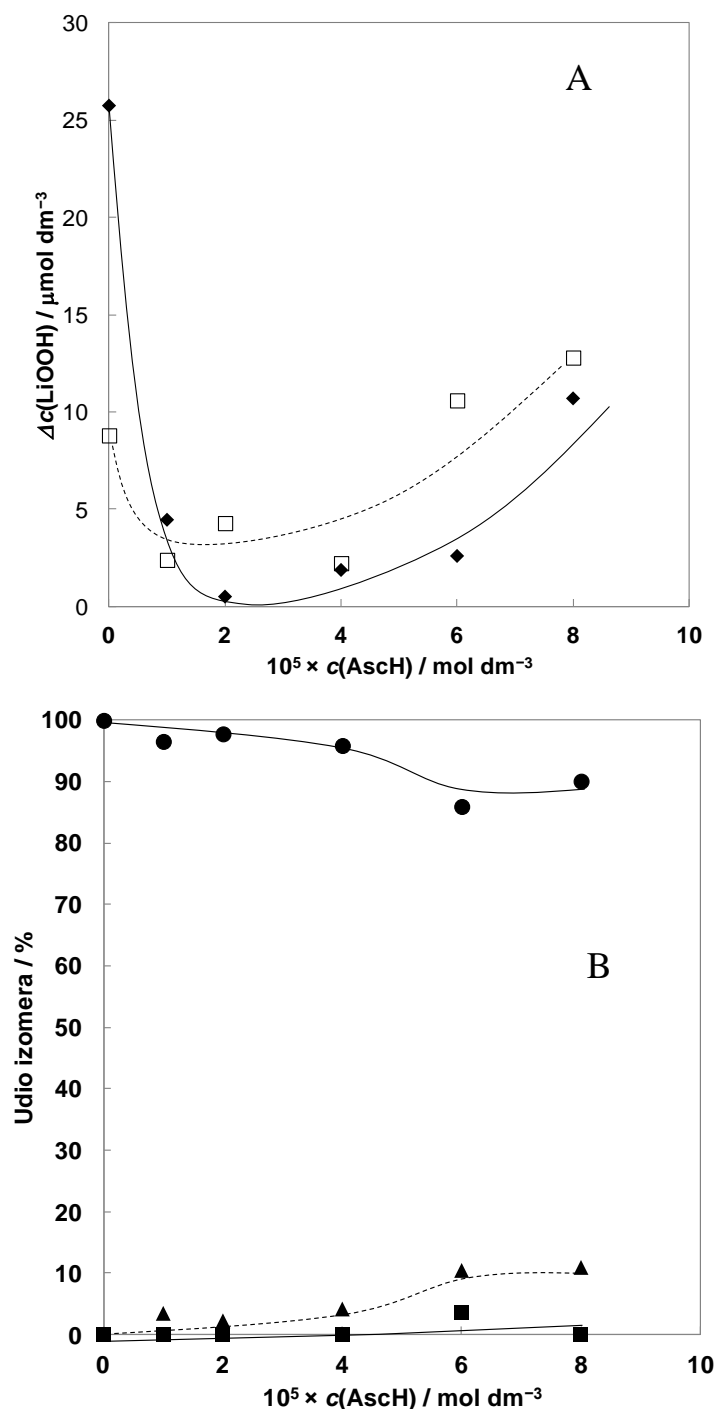 A
30
25
20
15
10
5
0
Δc(LiOOH) / μmol dm⁻³
0 2 4 6 8 10
10⁵ × c(AscH) / mol dm⁻³
B
100
90
80
70
60
50
40
30
20
10
0
Udio izomera / %
0 2 4 6 8 10
10⁵ × c(AscH) / mol dm⁻³